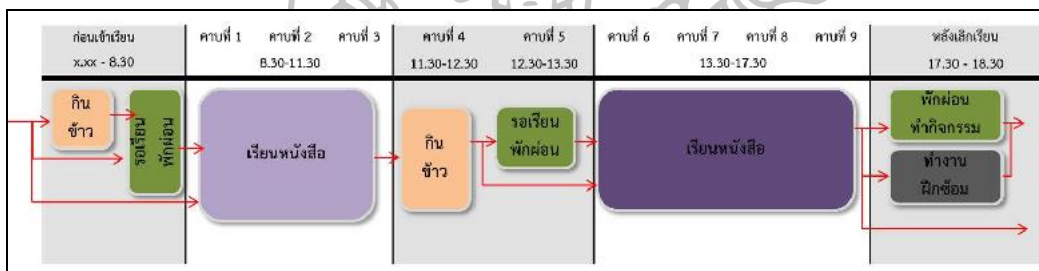 ก่อนเข้าเรียน คาบที่ 1 คาบที่ 2 คาบที่ 3 คาบที่ 4 คาบที่ 5 คาบที่ 6 คาบที่ 7 คาบที่ 8 คาบที่ 9 หลังเลิกเรียน
x.xx - 8.30 8.30-11.30 11.30-12.30 12.30-13.30 13.30-17.30 17.30 - 18.30
กิน
ข้าว
รอเรียน
พักผ่อน
เรียนหนังสือ
กิน
ข้าว
รอเรียน
พักผ่อน
เรียนหนังสือ
พักผ่อน
ทำกิจกรรม
ทำงาน
ฝึกซ้อม